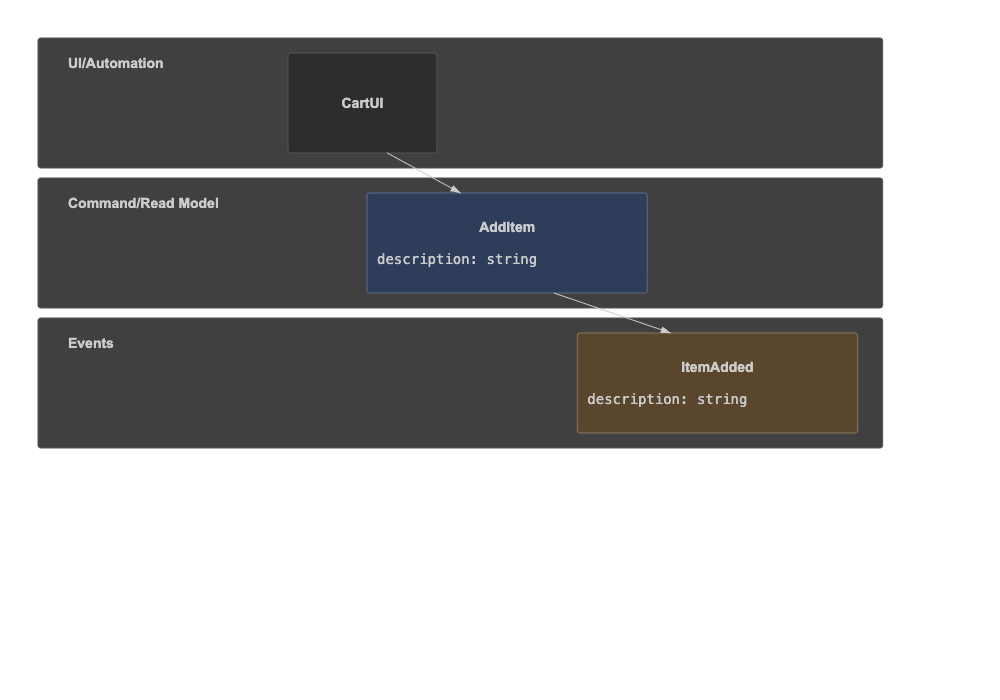 UI/Automation
CartUI
Command/Read Model
AddItem
description: string
Events
ItemAdded
description: string